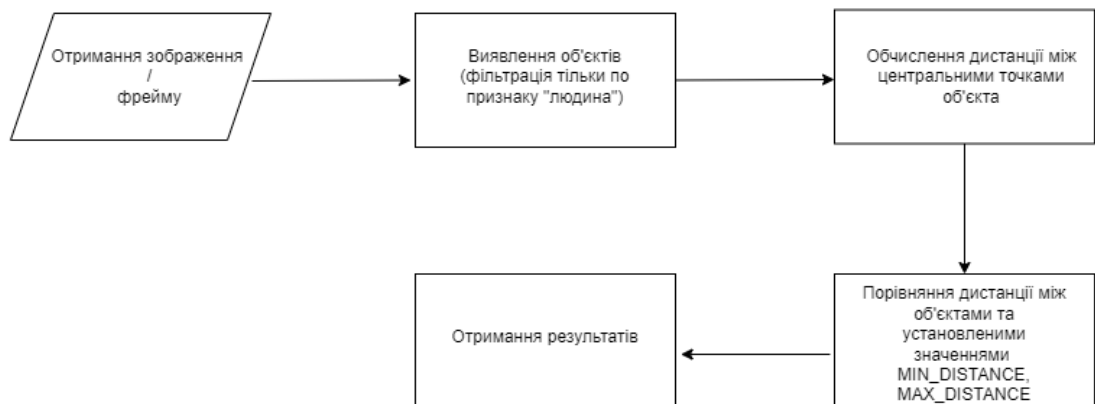 Отримання зображення
/
фрейму
Виявлення об'єктів
(фільтрація тільки по
признаку "людина")
Обчислення дистанції між
центральними точками
об'єкта
Порівняння дистанції між
об'єктами та
установленими
значеннями
MIN_DISTANCE,
MAX_DISTANCE
Отримання результатів